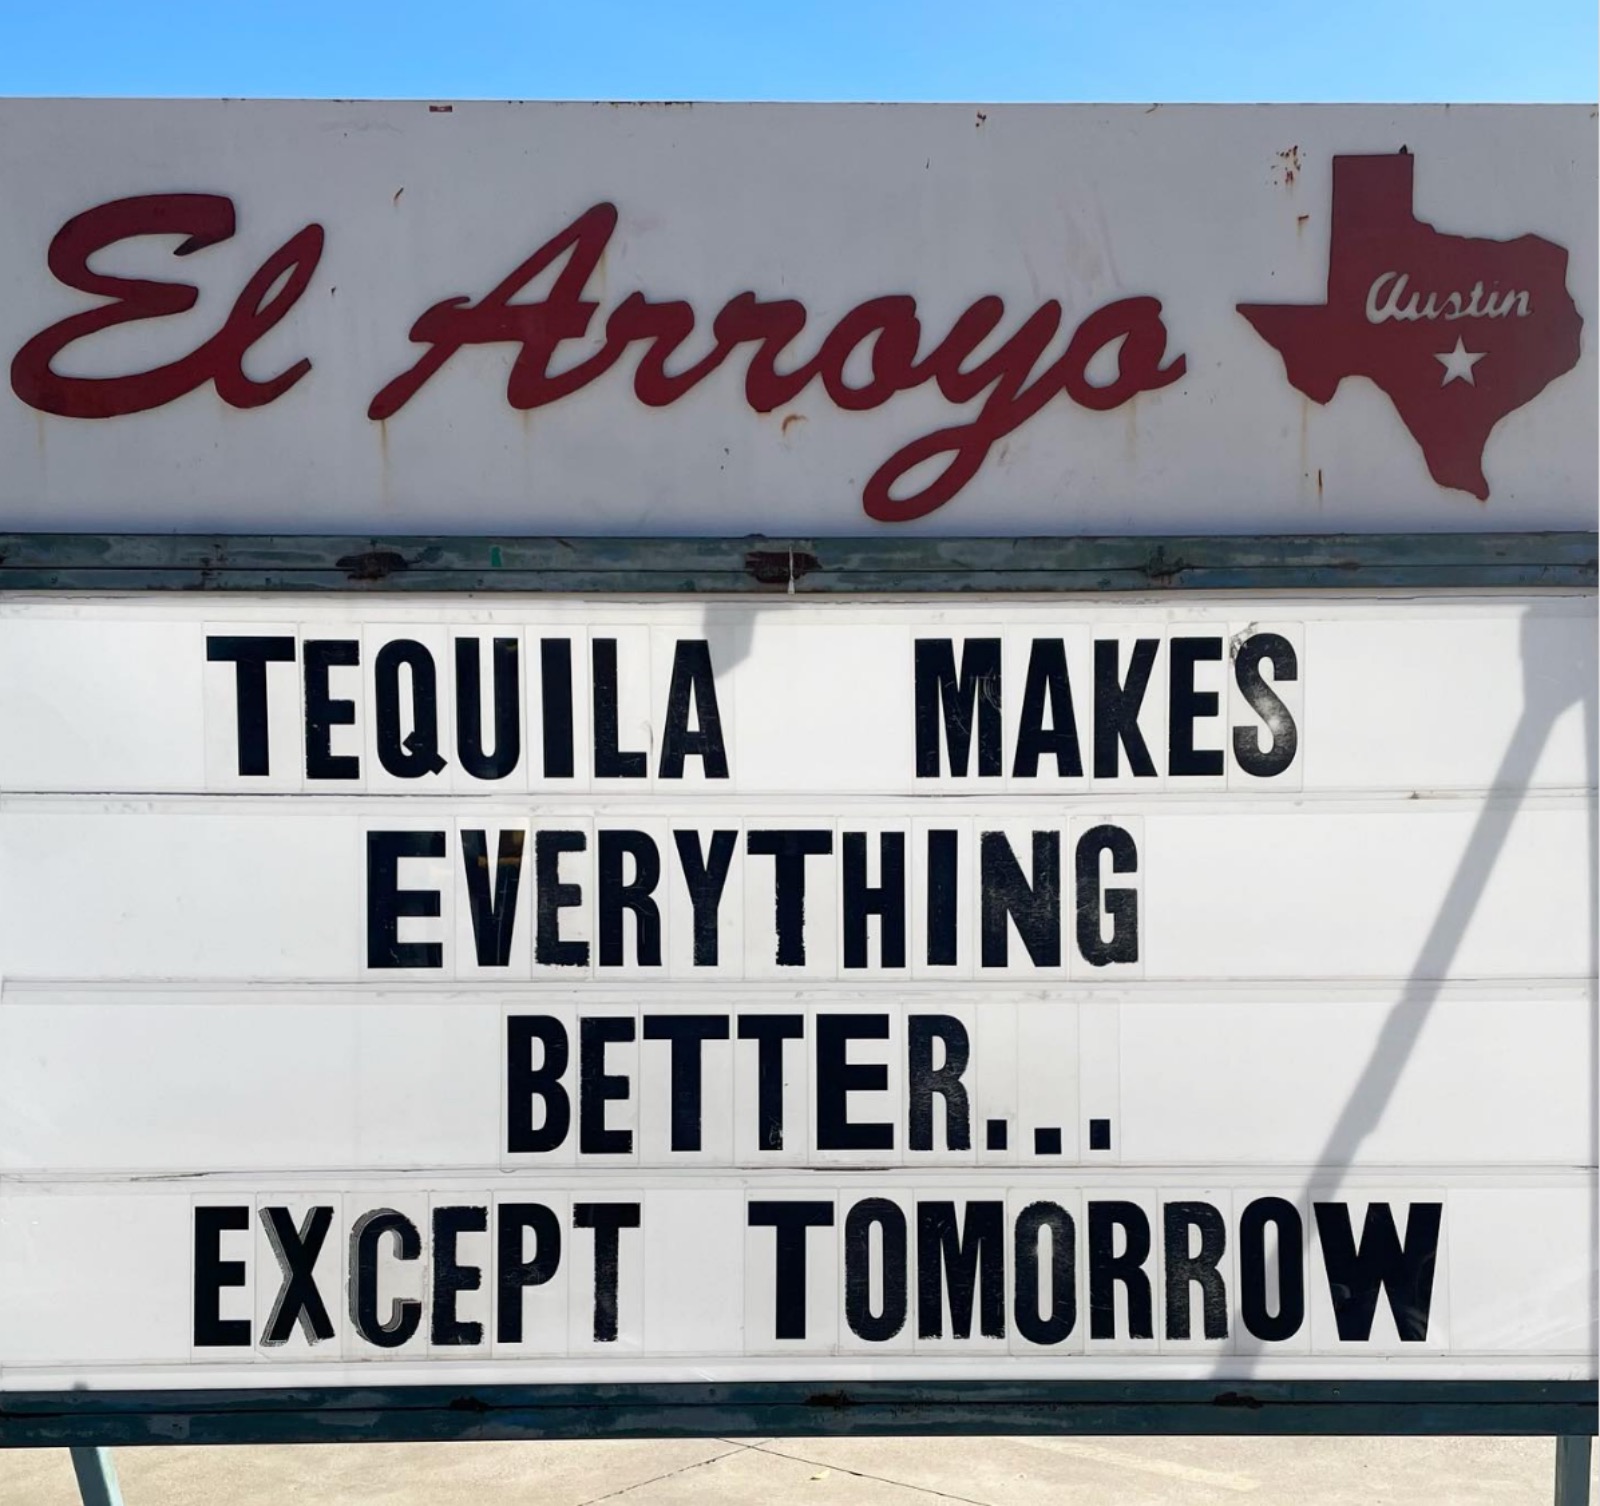 El Arroyo
Austin
TEQUILA MAKES
EVERYTHING
BETTER...
EXCEPT TOMORROW